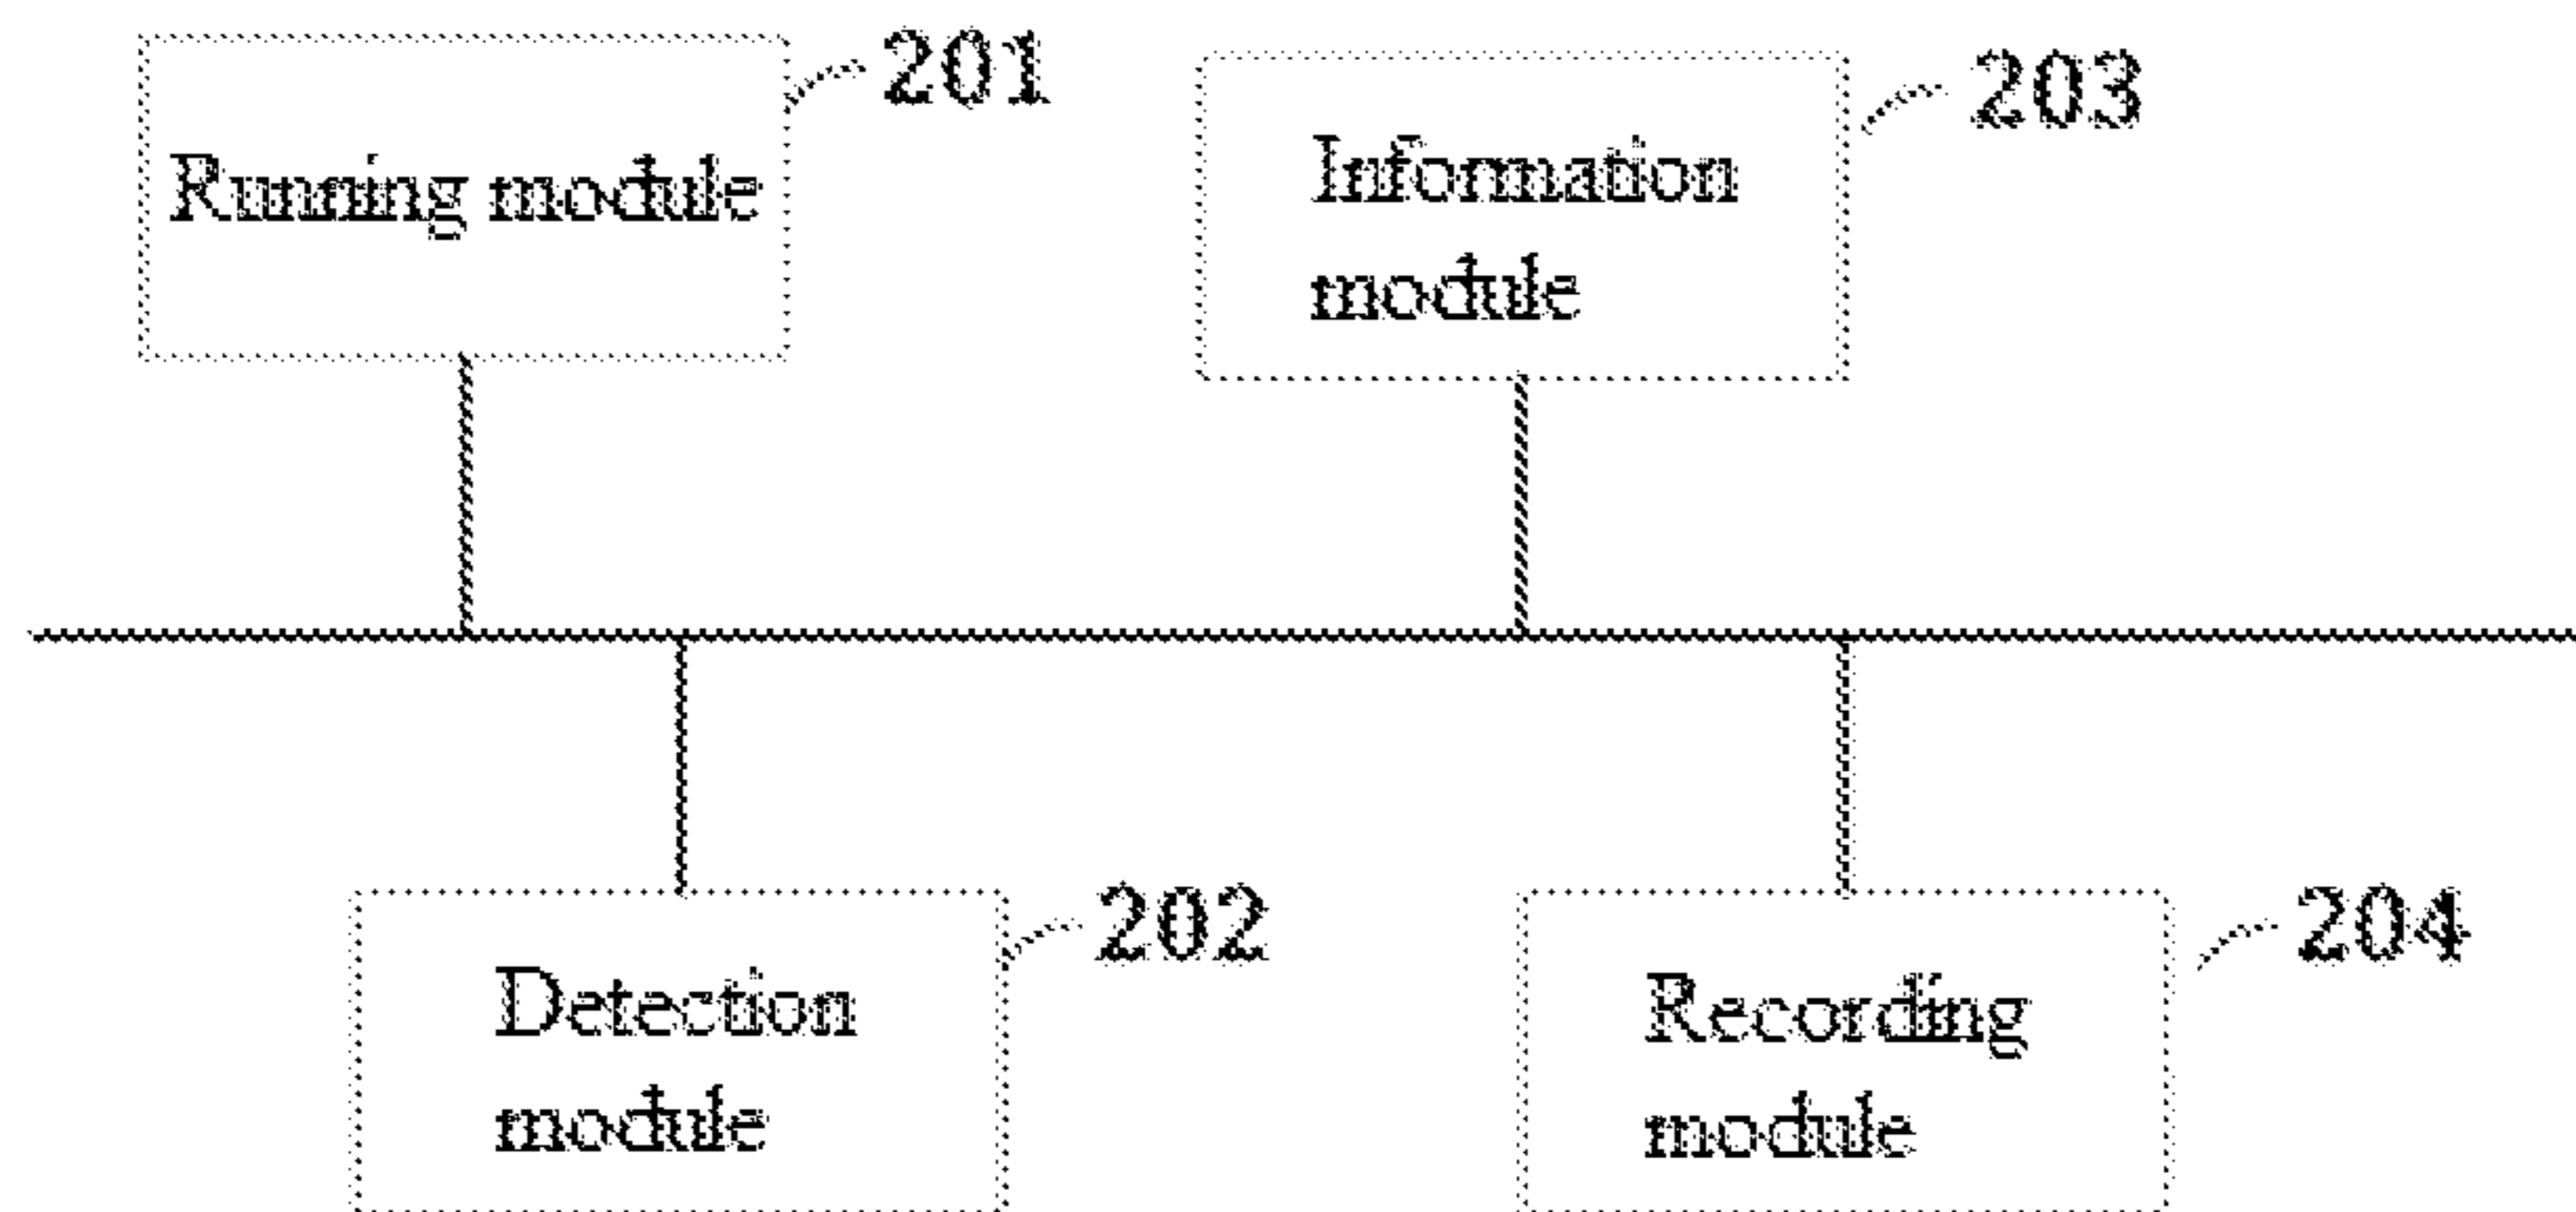 201
Running module
203
Information
module
202
Detection
module
204
Recording
module